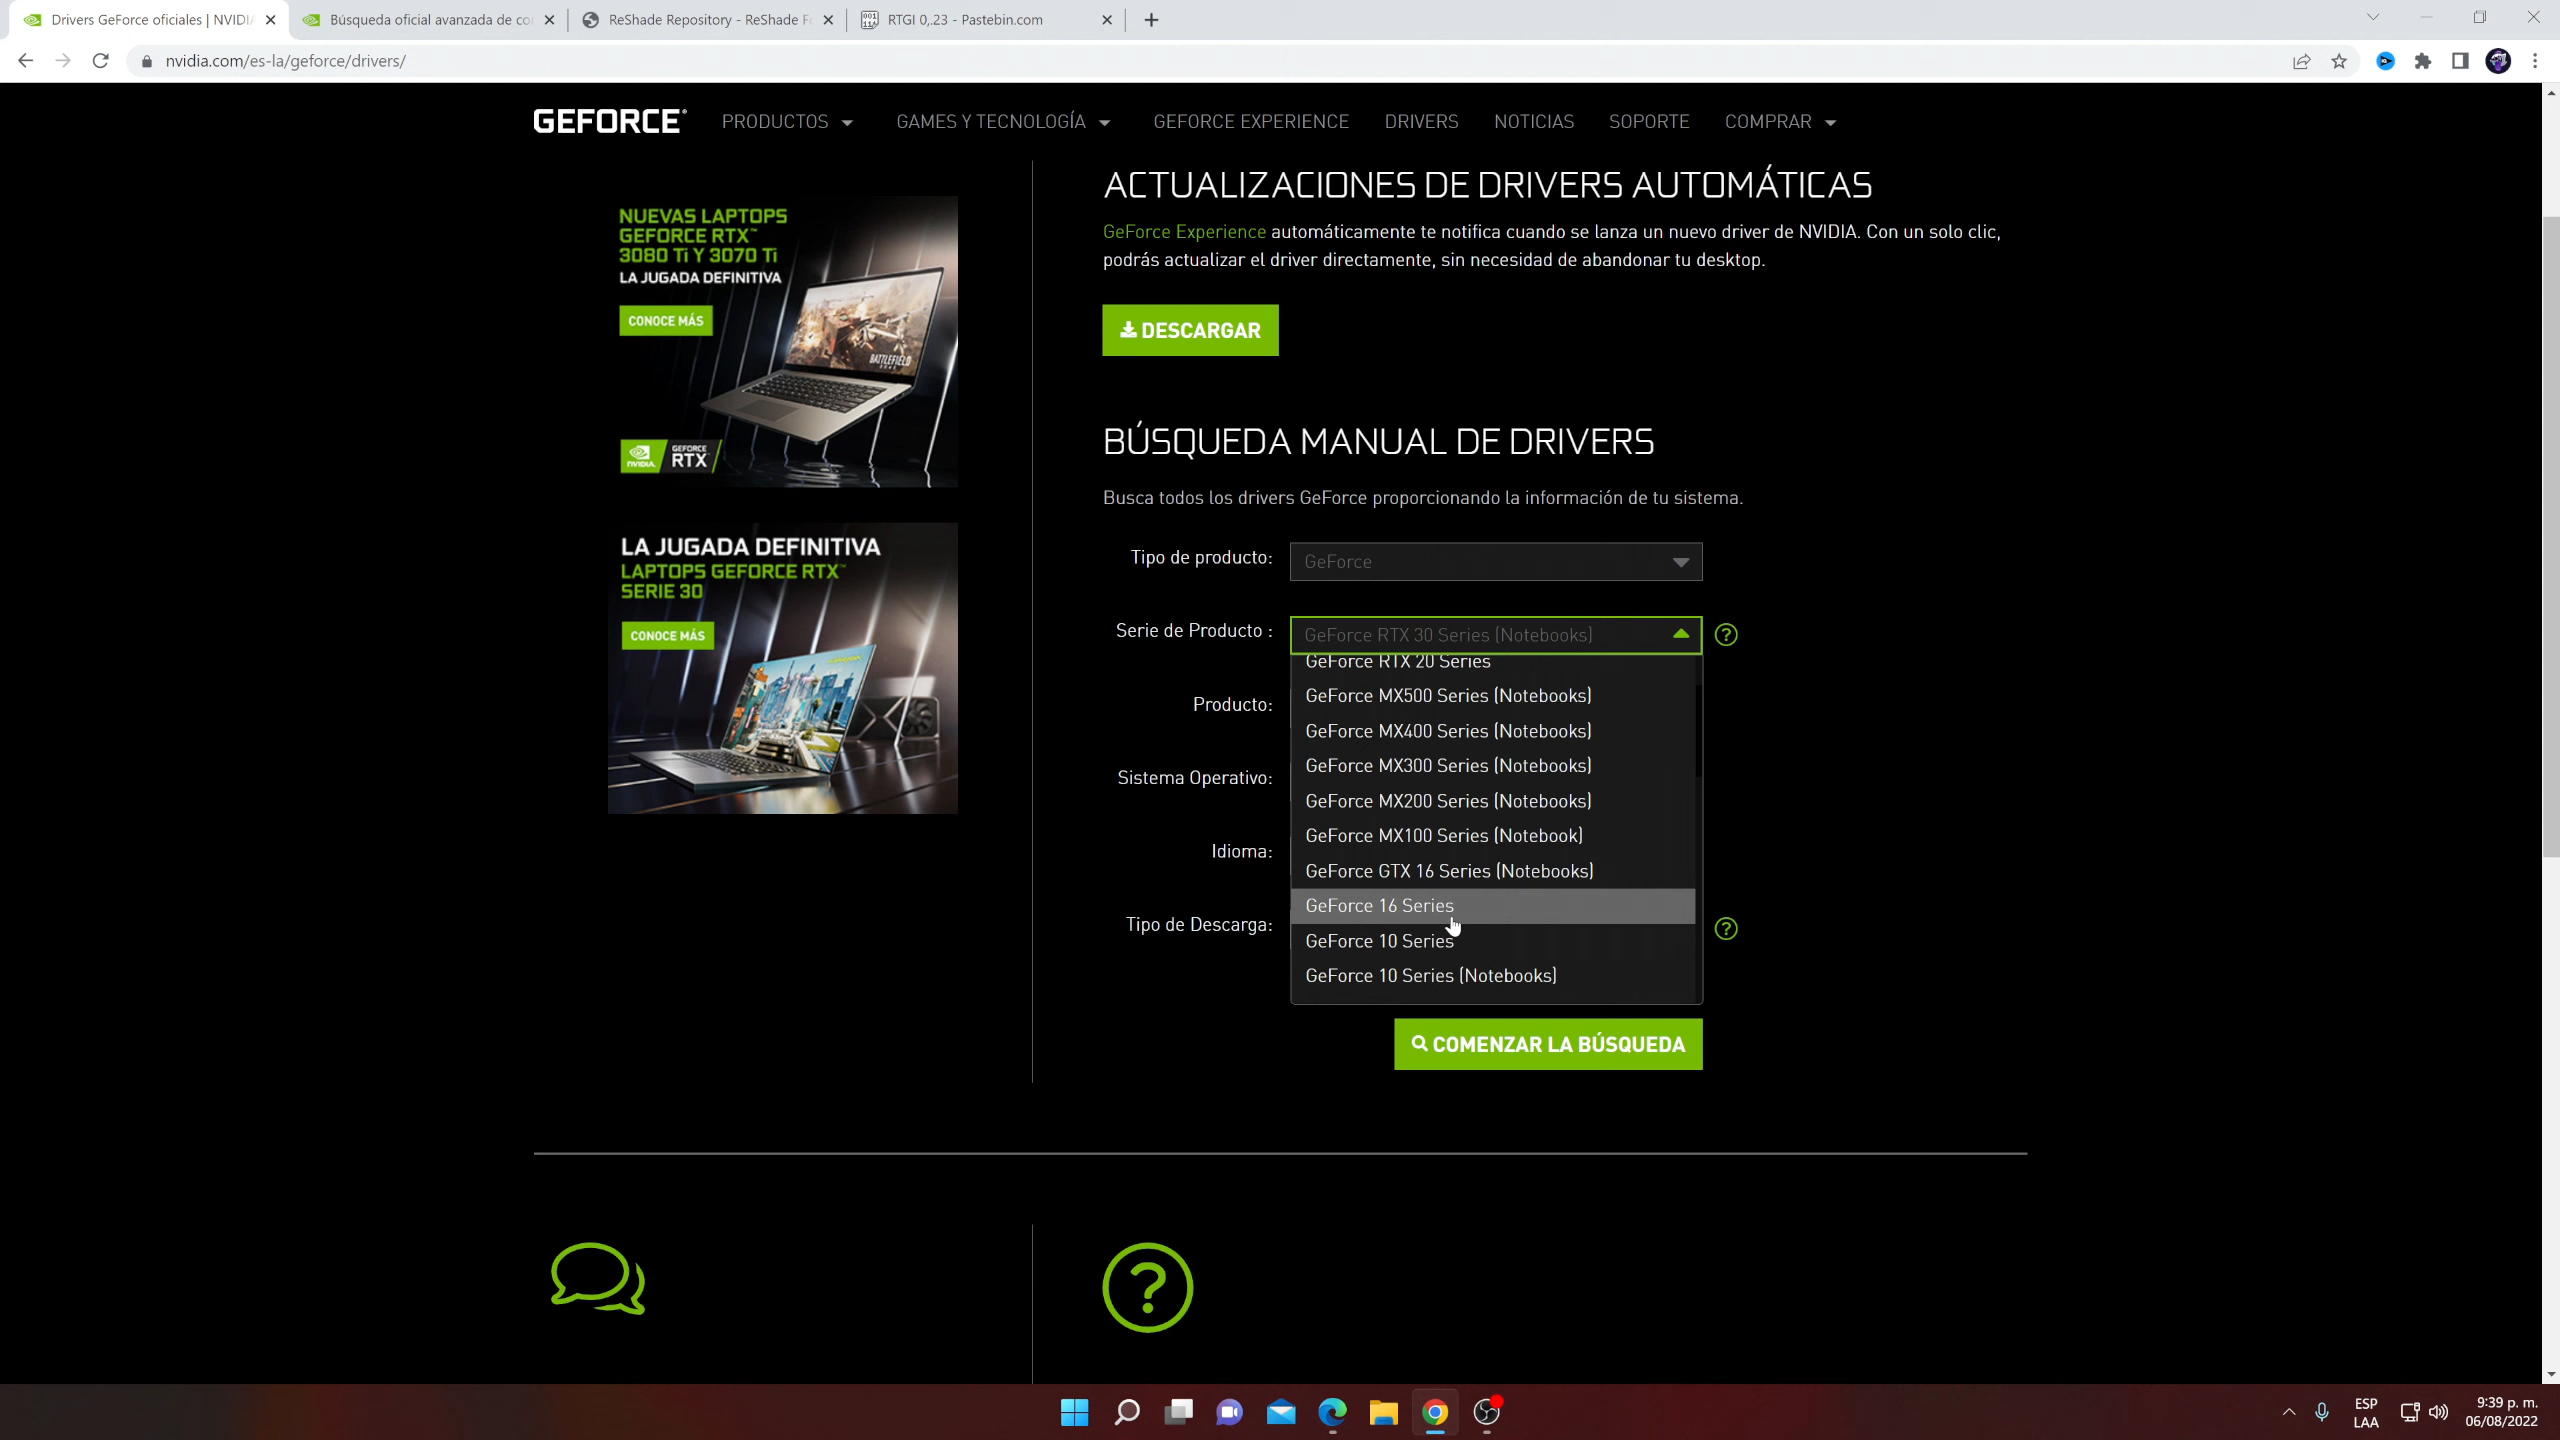 Drivers GeForce oficiales | NVIDI
Búsqueda oficial avanzada de co
ReShade Repository - ReShade F
RTGI 0,.23 - Pastebin.com
nvidia.com/es-la/geforce/drivers/
GEFORCE
PRODUCTOS
GAMES Y TECNOLOGÍA
GEFORCE EXPERIENCE
DRIVERS
NOTICIAS
SOPORTE
COMPRAR
NUEVAS LAPTOPS
GEFORCE RTX™
3080 Ti Y 3070 Ti
LA JUGADA DEFINITIVA
CONOCE MÁS
BATTLEFIELD
NVIDIA
GEFORCE
RTX
LA JUGADA DEFINITIVA
LAPTOPS GEFORCE RTX™
SERIE 30
CONOCE MÁS
ACTUALIZACIONES DE DRIVERS AUTOMÁTICAS
GeForce Experience automáticamente te notifica cuando se lanza un nuevo driver de NVIDIA. Con un solo clic,
podrás actualizar el driver directamente, sin necesidad de abandonar tu desktop.
DESCARGAR
BÚSQUEDA MANUAL DE DRIVERS
Busca todos los drivers GeForce proporcionando la información de tu sistema.
Tipo de producto:
GeForce
Serie de Producto :
GeForce RTX 30 Series (Notebooks)
?
GeForce RTX 20 Series
GeForce MX500 Series (Notebooks)
Producto:
GeForce MX400 Series (Notebooks)
GeForce MX300 Series (Notebooks)
Sistema Operativo:
GeForce MX200 Series (Notebooks)
GeForce MX100 Series (Notebook)
Idioma:
GeForce GTX 16 Series (Notebooks)
GeForce 16 Series
Tipo de Descarga:
?
GeForce 10 Series
GeForce 10 Series (Notebooks)
COMENZAR LA BÚSQUEDA
?
ESP
LAA
9:39 p. m.
06/08/2022